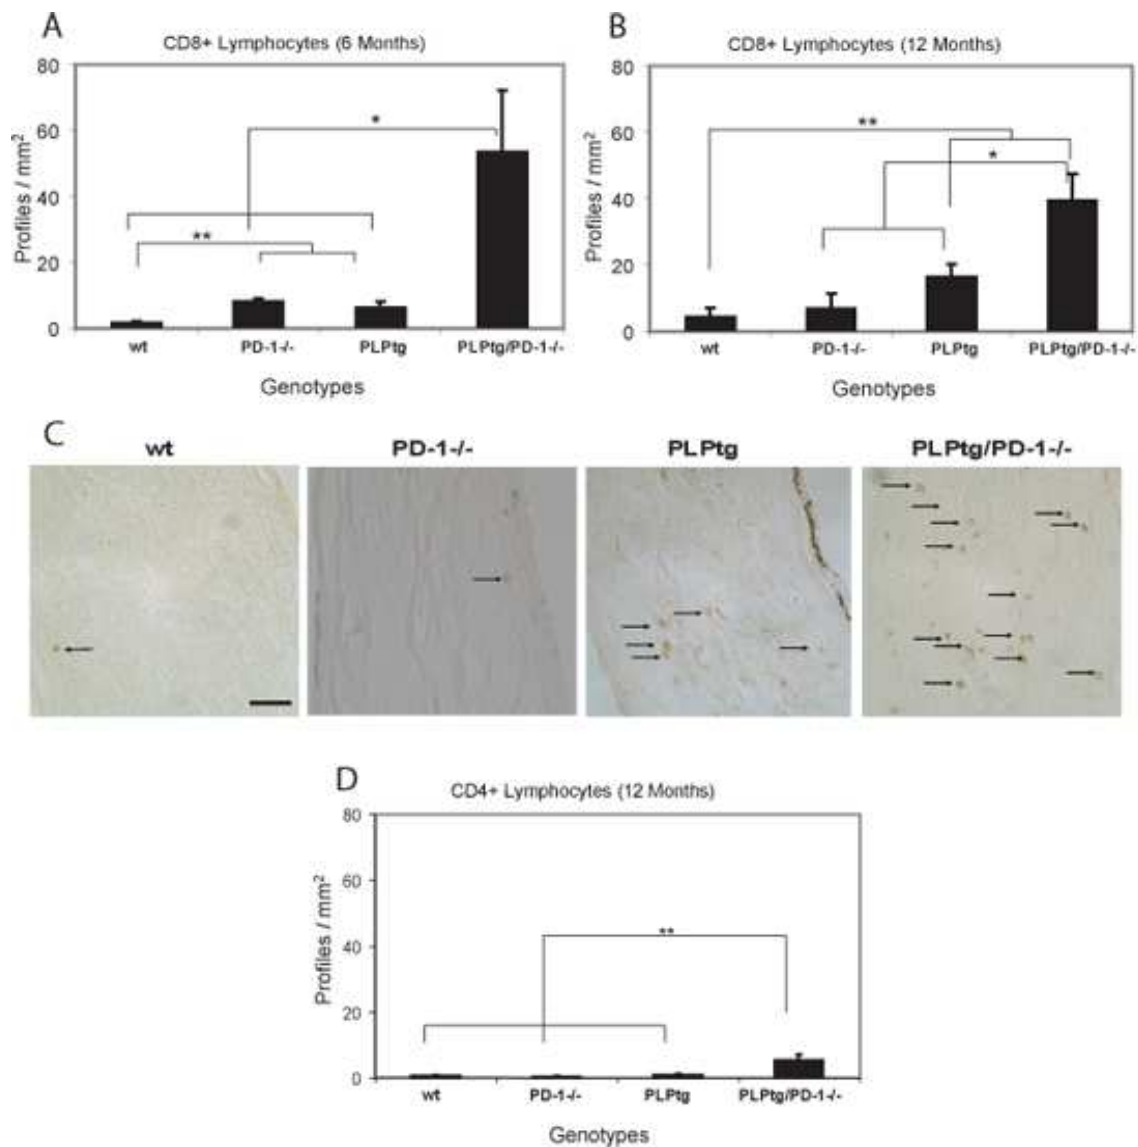 A
CD8+ Lymphocytes (6 Months)
80
60
40
20
0
Profiles / mm²
*
**
wt PD-1-/- PLPtg PLPtg/PD-1-/-
Genotypes
B
CD8+ Lymphocytes (12 Months)
80
60
40
20
0
Profiles / mm²
**
*
wt PD-1-/- PLPtg PLPtg/PD-1-/-
Genotypes
C
wt PD-1-/- PLPtg PLPtg/PD-1-/-
D
CD4+ Lymphocytes (12 Months)
80
60
40
20
0
Profiles / mm²
**
wt PD-1-/- PLPtg PLPtg/PD-1-/-
Genotypes